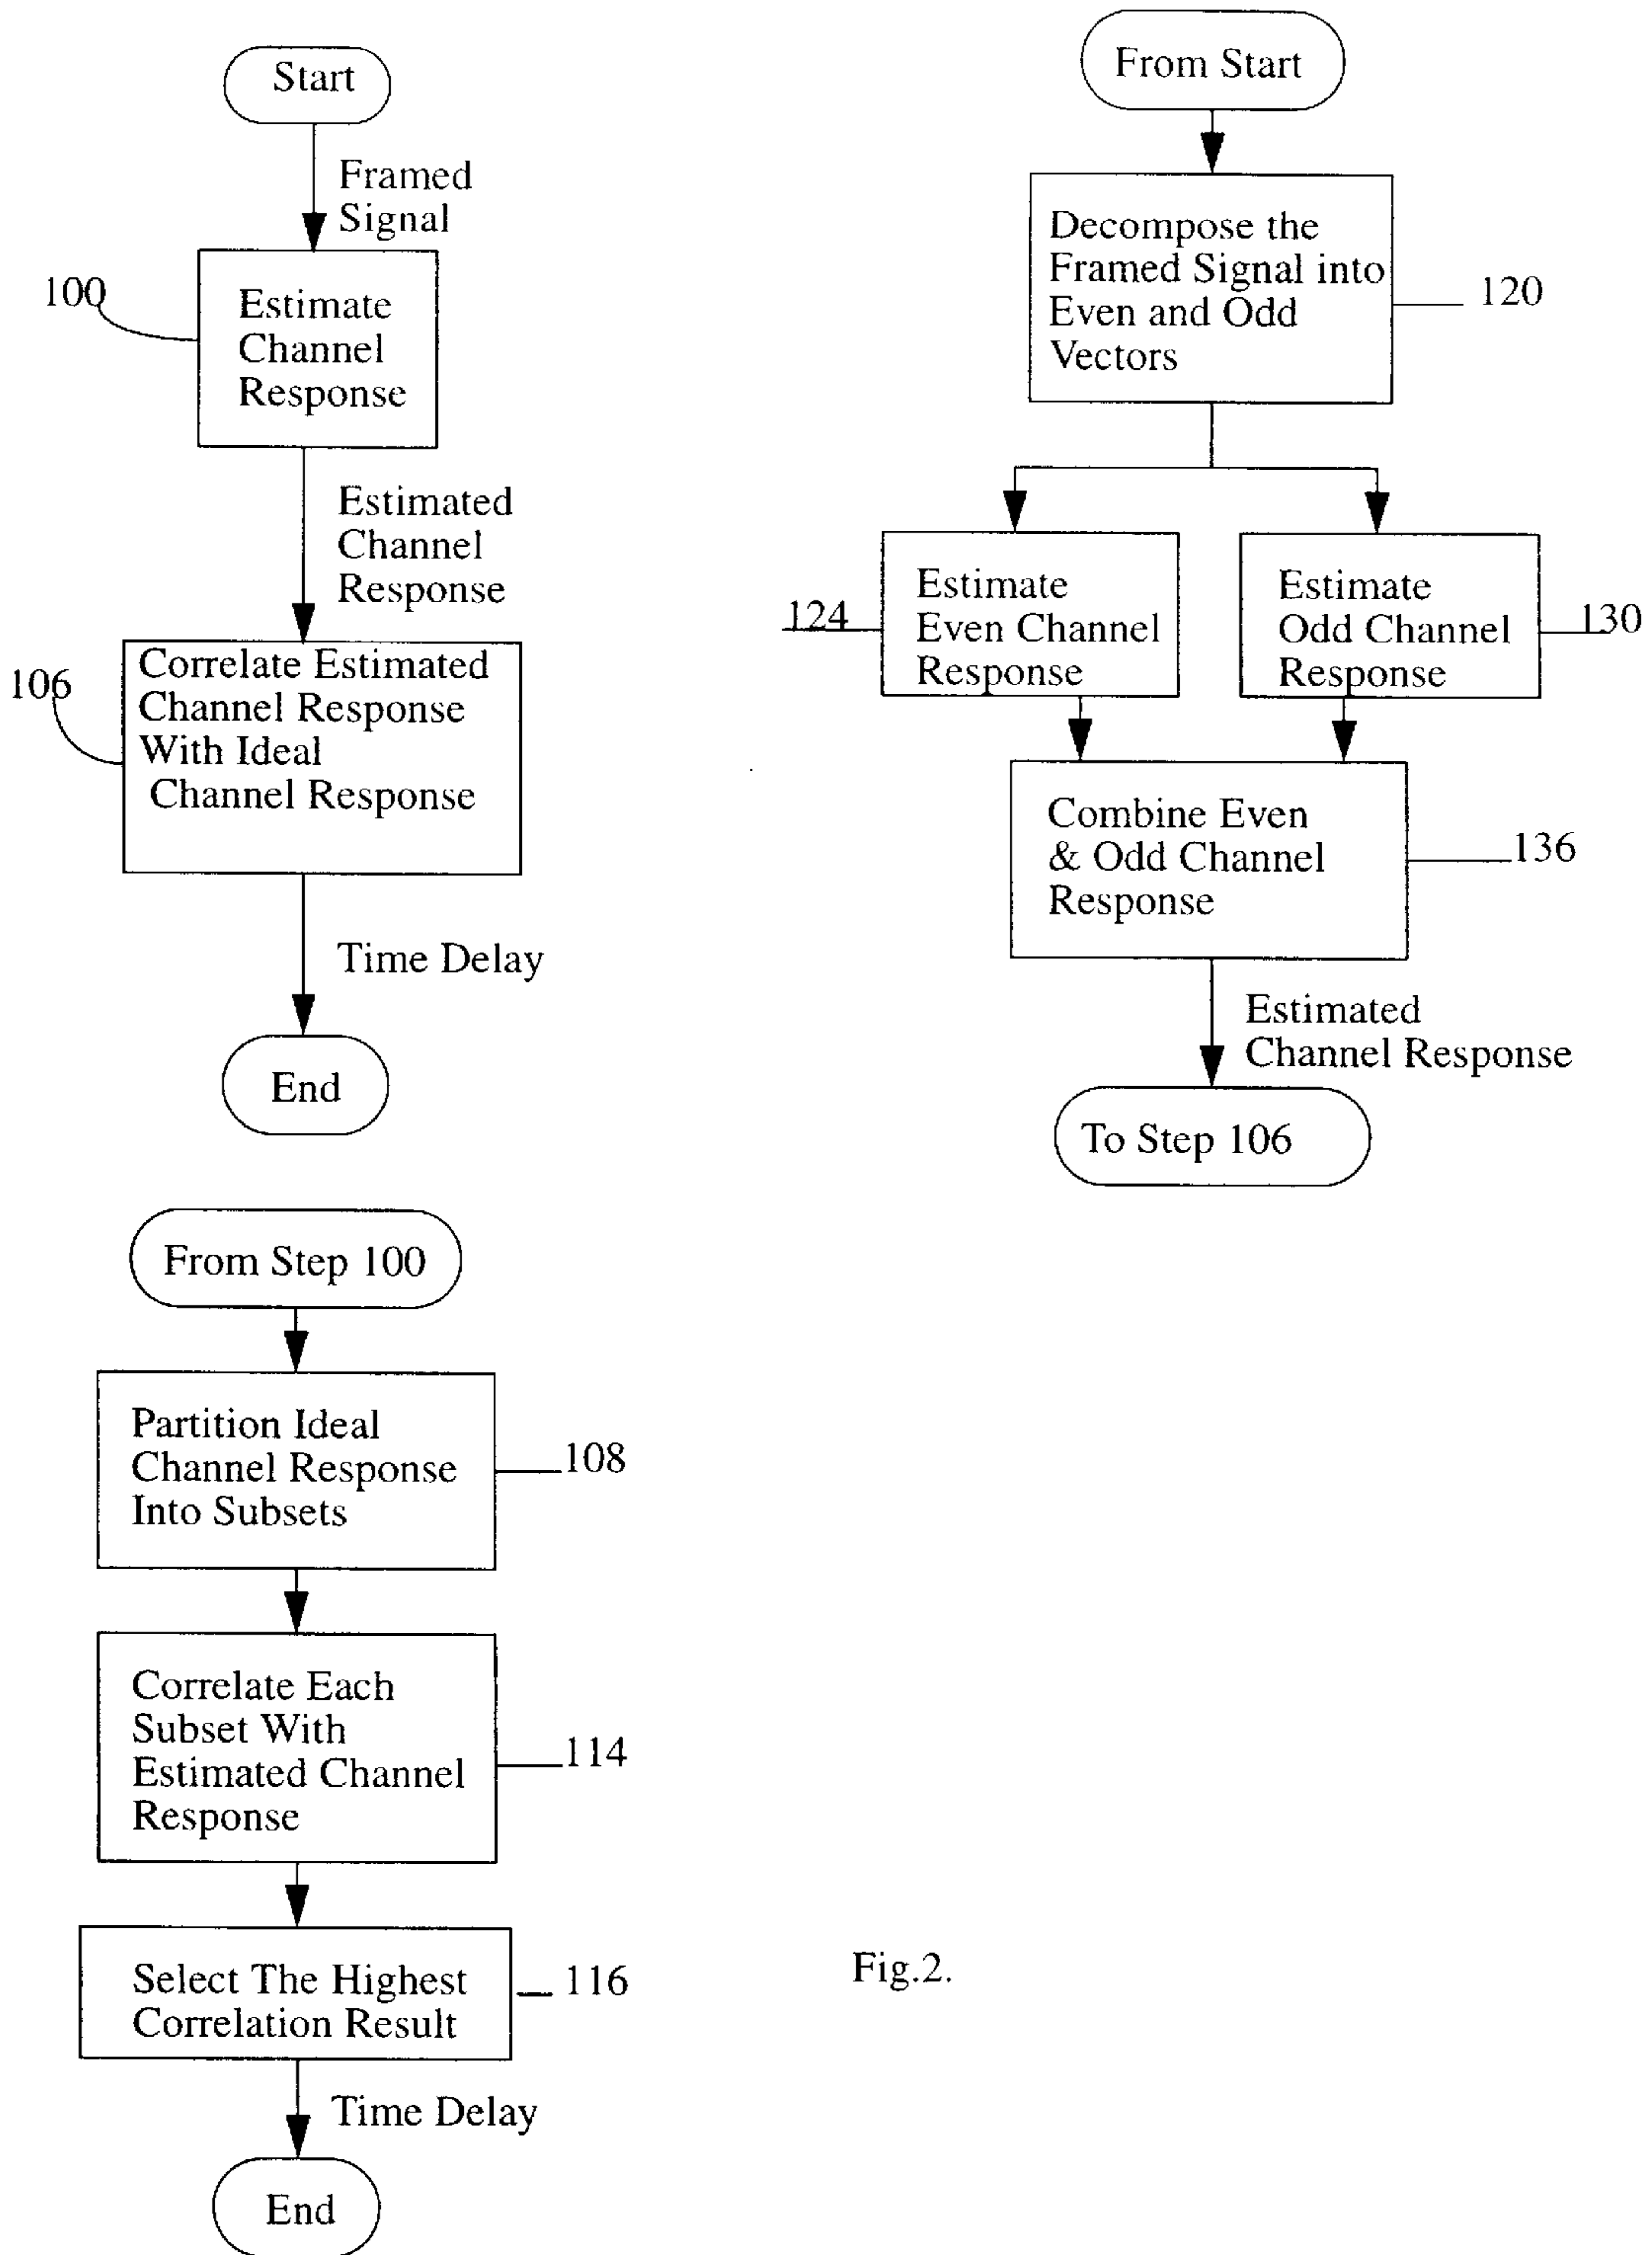 Start
Framed
Signal
100
Estimate
Channel
Response
Estimated
Channel
Response
106
Correlate Estimated
Channel Response
With Ideal
Channel Response
Time Delay
End
From Start
Decompose the
Framed Signal into
Even and Odd
Vectors
120
124
Estimate
Even Channel
Response
Estimate
Odd Channel
Response
130
Combine Even
& Odd Channel
Response
136
Estimated
Channel Response
To Step 106
From Step 100
Partition Ideal
Channel Response
Into Subsets
108
Correlate Each
Subset With
Estimated Channel
Response
114
Select The Highest
Correlation Result
116
Time Delay
End
Fig.2.